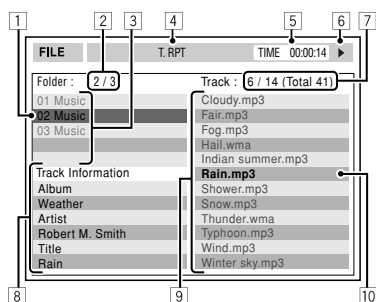 1 2 3 4 5 6 7
FILE T. RPT TIME 00:00:14
Folder : 2 / 3 Track : 6 / 14 (Total 41)
01 Music Cloudy.mp3
02 Music Fair.mp3
03 Music Fog.mp3
Hail.wma
Indian summer.mp3
Track Information Rain.mp3
Album Shower.mp3
Weather Snow.mp3
Artist Thunder.wma
Robert M. Smith Typhoon.mp3
Title Wind.mp3
Rain Winter sky.mp3
8 9 10